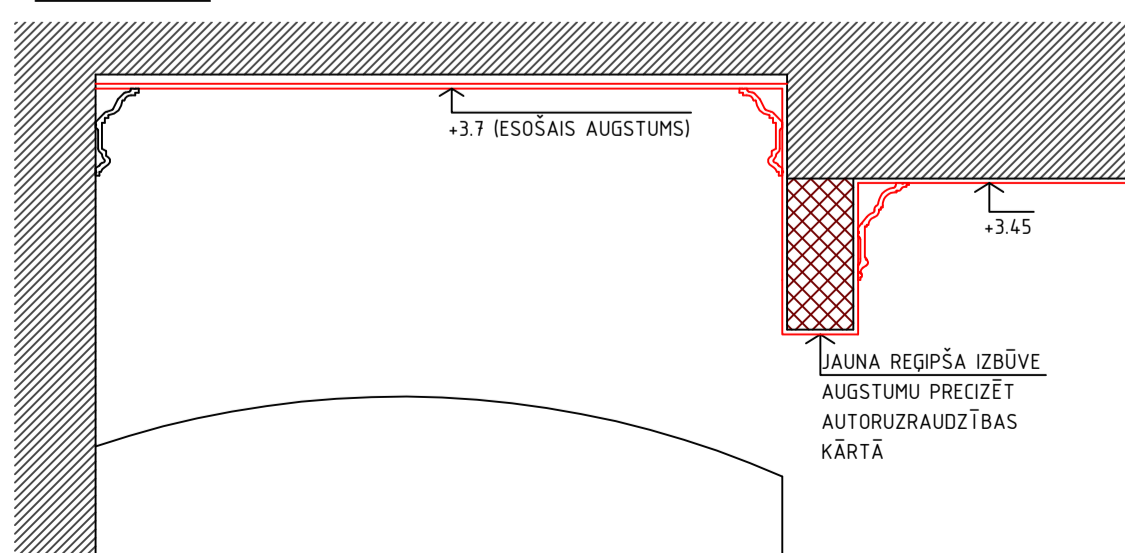 +3.7 (ESOŠAIS AUGSTUMS)
+3.45
JAUNA REĢIPŠA IZBŪVE
AUGSTUMU PRECIZĒT
AUTORUZRAUDZĪBAS
KĀRTĀ